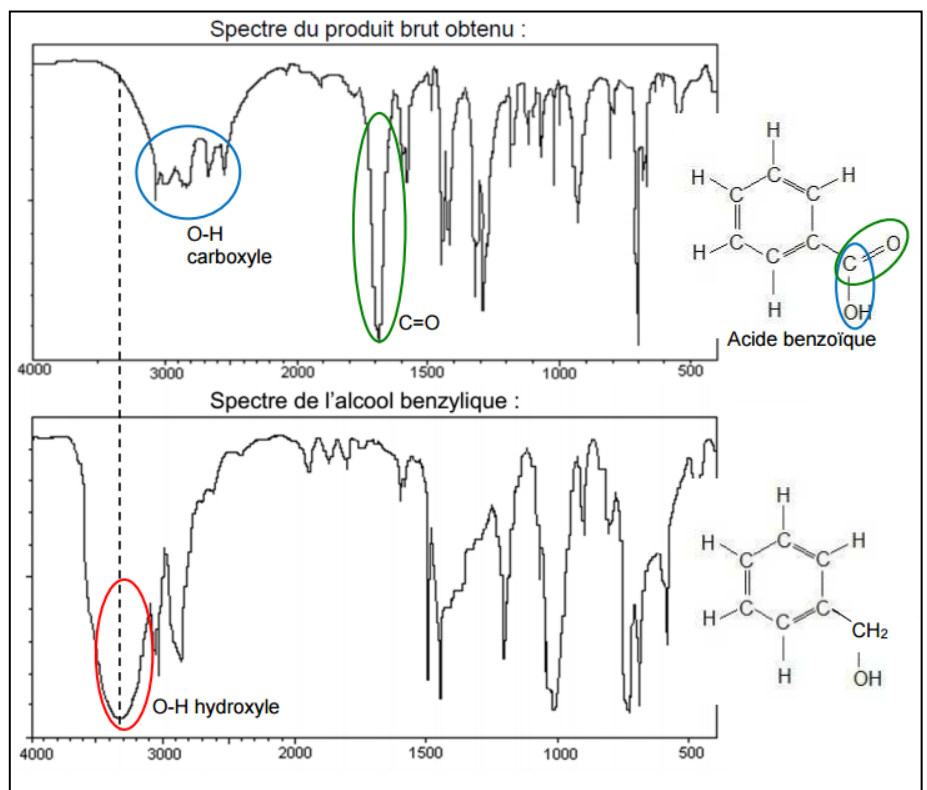 Spectre du produit brut obtenu :
O-H
carboxyle
C=O
H
H
H
H
H
C
C
C
C
C
C
C
O
OH
Acide benzoïque
4000 3000 2000 1500 1000 500
Spectre de l'alcool benzylique :
O-H hydroxyle
H
H
H
H
H
C
C
C
C
C
C
CH2
OH
4000 3000 2000 1500 1000 500